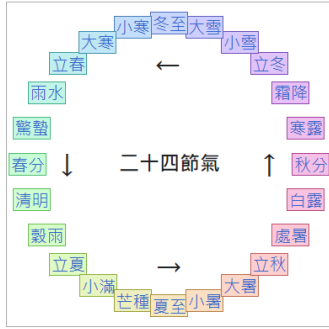 冬至
大雪
小雪
立冬
霜降
寒露
秋分
白露
處暑
立秋
大暑
小暑
夏至
芒種
小滿
立夏
穀雨
清明
春分
驚蟄
雨水
立春
大寒
小寒
←
↓
二十四節氣
↑
→